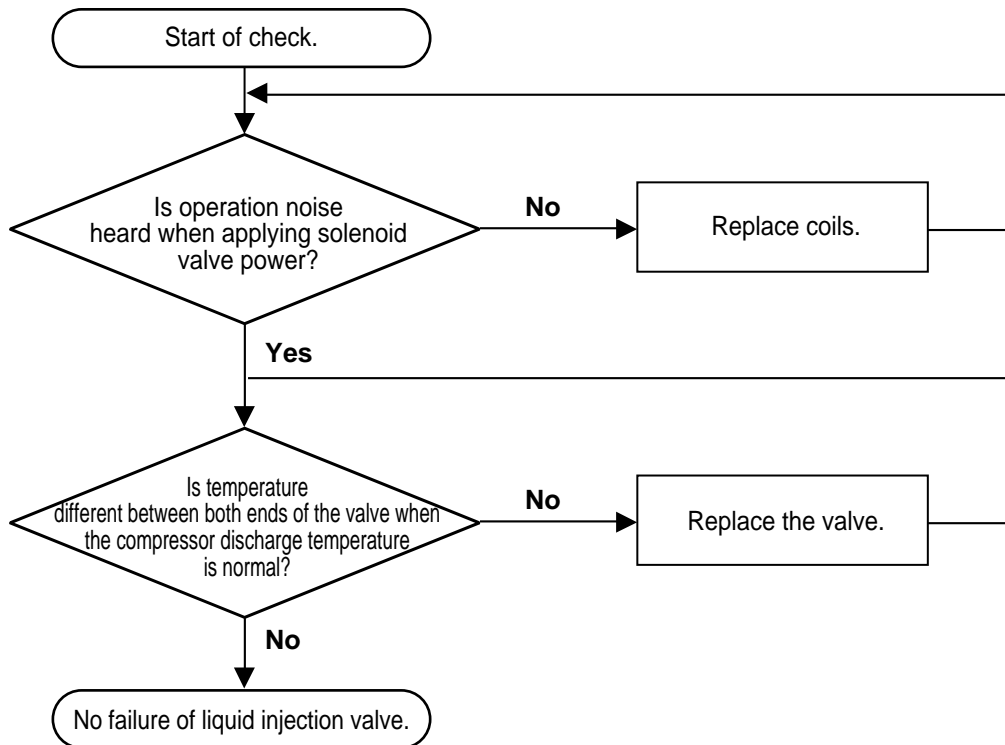 Start of check.
Is operation noise
heard when applying solenoid
valve power?
No
Replace coils.
Yes
Is temperature
different between both ends of the valve when
the compressor discharge temperature
is normal?
No
Replace the valve.
No
No failure of liquid injection valve.